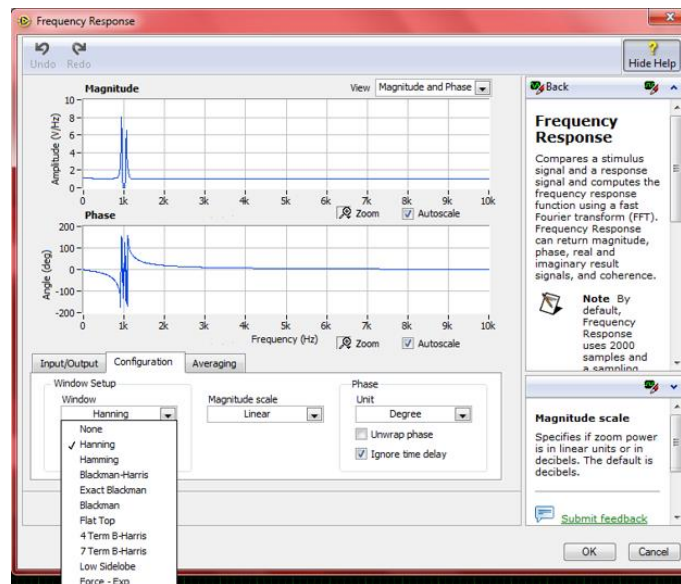 Frequency Response
Undo Redo
Hide Help
Magnitude
View Magnitude and Phase
Amplitude (V/Hz)
10
8
6
4
2
0
0 1k 2k 3k 4k 5k 6k 7k 8k 9k 10k
Phase
Zoom Autoscale
Angle (deg)
200
100
0
-100
-200
0 1k 2k 3k 4k 5k 6k 7k 8k 9k 10k
Frequency (Hz)
Zoom Autoscale
Input/Output Configuration Averaging
Window Setup
Window
Hanning
None
✓ Hanning
Hamming
Blackman-Harris
Exact Blackman
Blackman
Flat Top
4 Term B-Harris
7 Term B-Harris
Low Sidelobe
Force - Exp
Magnitude scale
Linear
Phase
Unit
Degree
Unwrap phase
Ignore time delay
Back
Frequency
Response
Compares a stimulus
signal and a response
signal and computes the
frequency response
function using a fast
Fourier transform (FFT).
Frequency Response
can return magnitude,
phase, real and
imaginary result
signals, and coherence.
Note By
default,
Frequency
Response
uses 2000
samples and
a sampling
Magnitude scale
Specifies if zoom power
is in linear units or in
decibels. The default is
decibels.
Submit feedback
OK Cancel